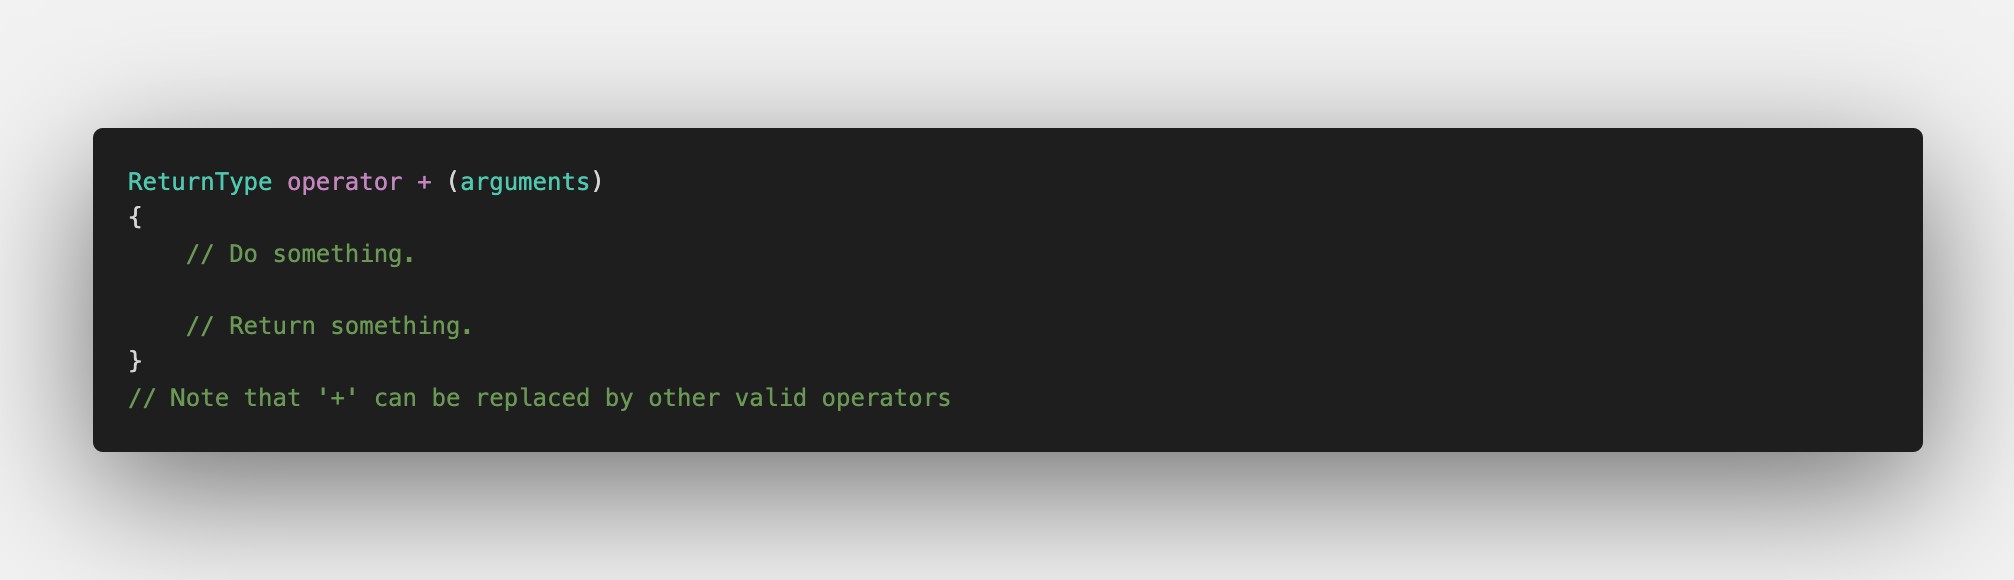 ReturnType operator + (arguments)
{
    // Do something.
    // Return something.
}
// Note that '+' can be replaced by other valid operators